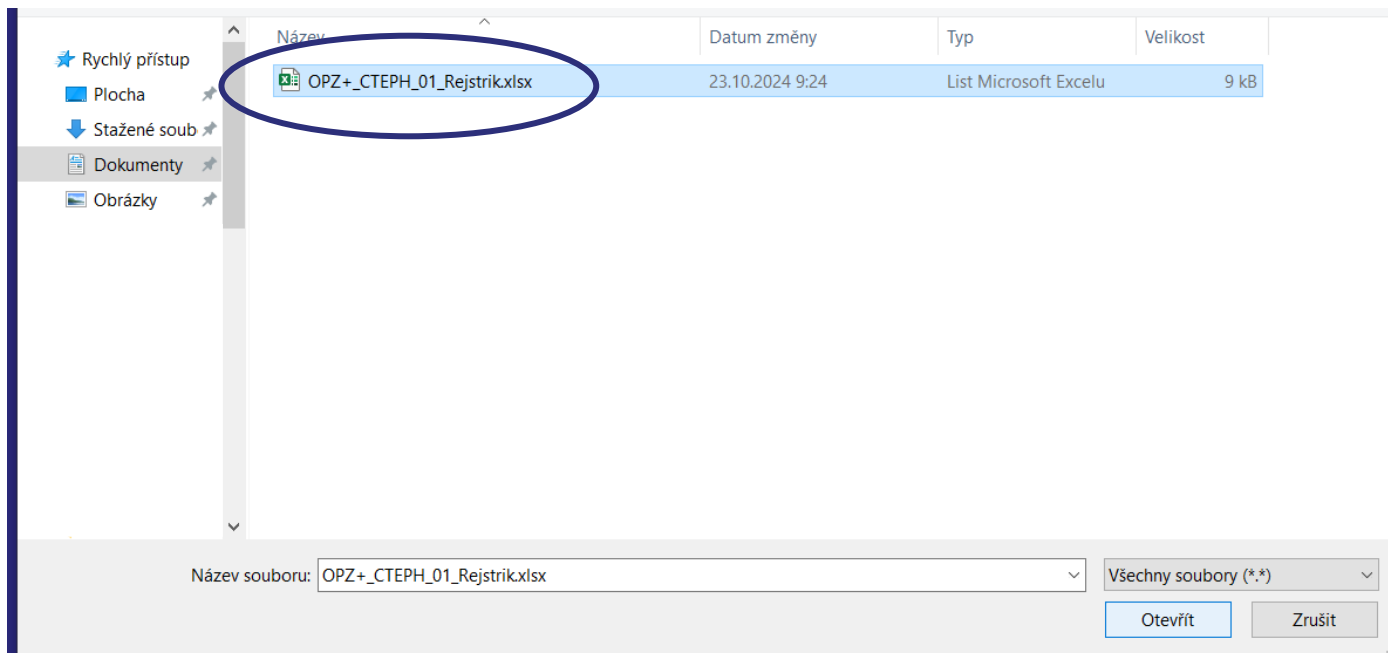 Název Datum změny Typ Velikost
Rychlý přístup
OPZ+_CTEPH_01_Rejstrik.xlsx 23.10.2024 9:24 List Microsoft Excelu 9 kB
Plocha
Stažené soub
Dokumenty
Obrázky
Název souboru: OPZ+_CTEPH_01_Rejstrik.xlsx Všechny soubory (*.*)
Otevřít Zrušit